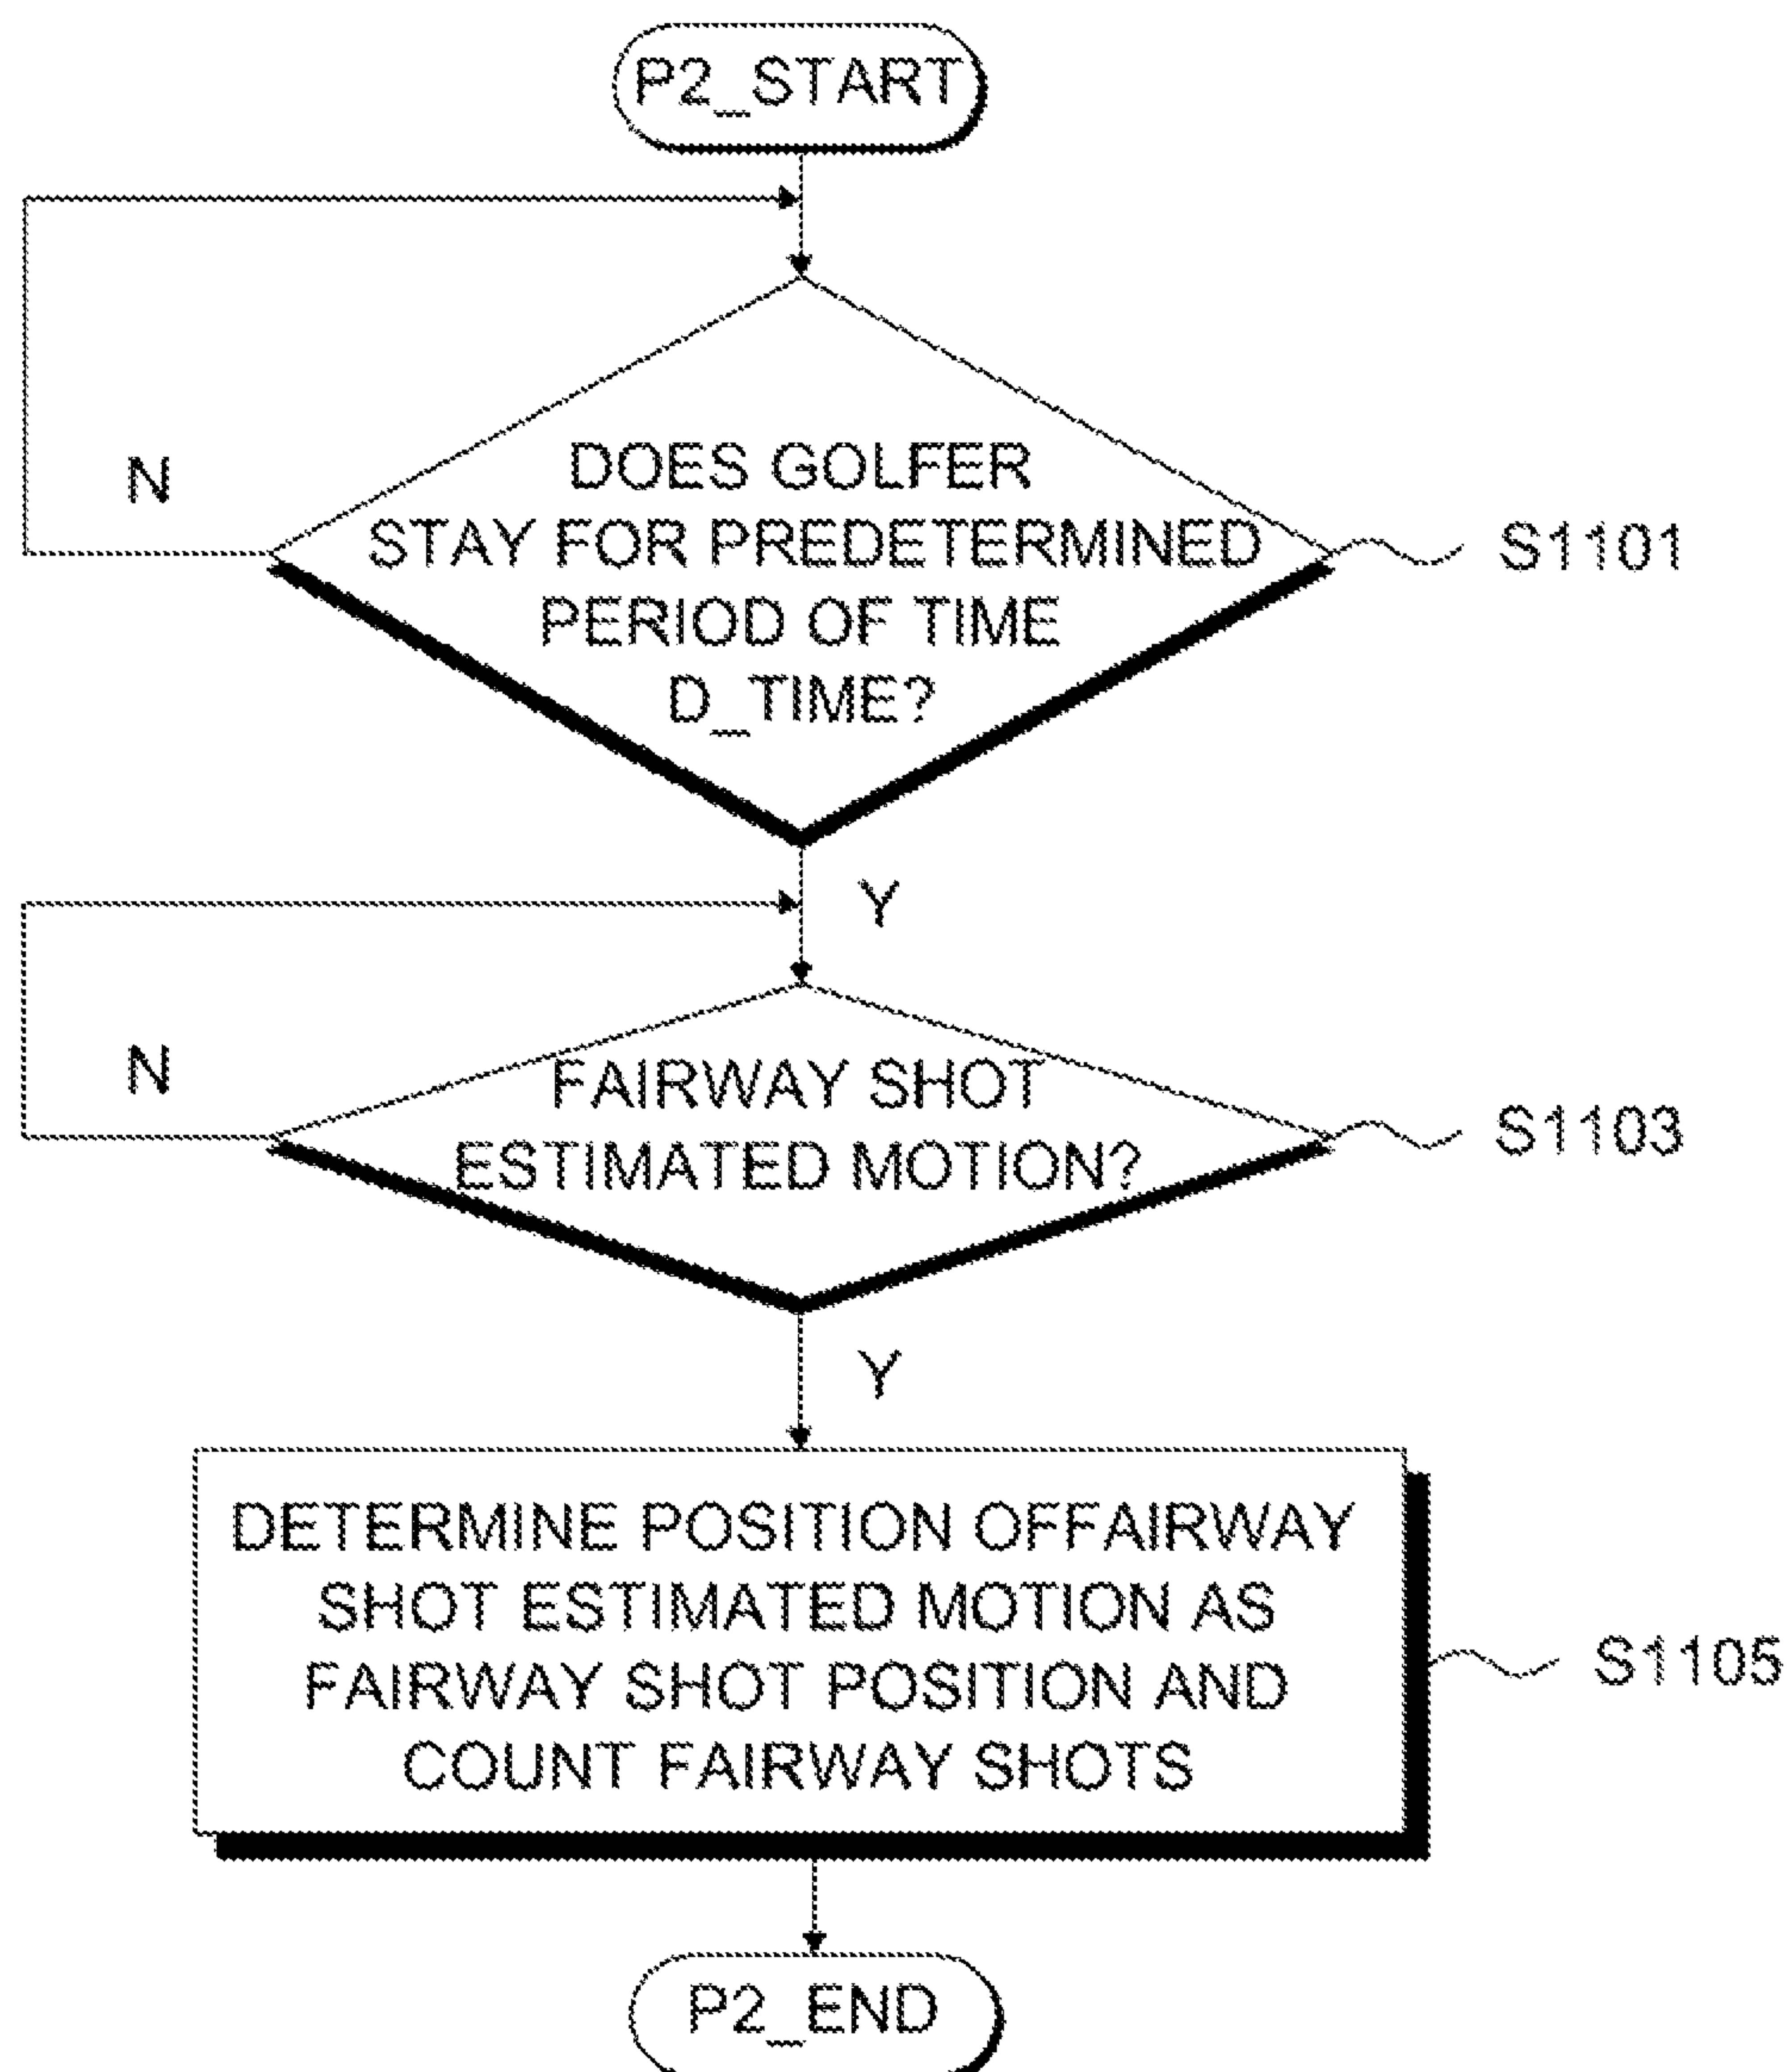 P2_START
N
DOES GOLFER
STAY FOR PREDETERMINED
PERIOD OF TIME
D_TIME?
S1101
Y
N
FAIRWAY SHOT
ESTIMATED MOTION?
S1103
Y
DETERMINE POSITION OFFAIRWAY
SHOT ESTIMATED MOTION AS
FAIRWAY SHOT POSITION AND
COUNT FAIRWAY SHOTS
S1105
P2_END